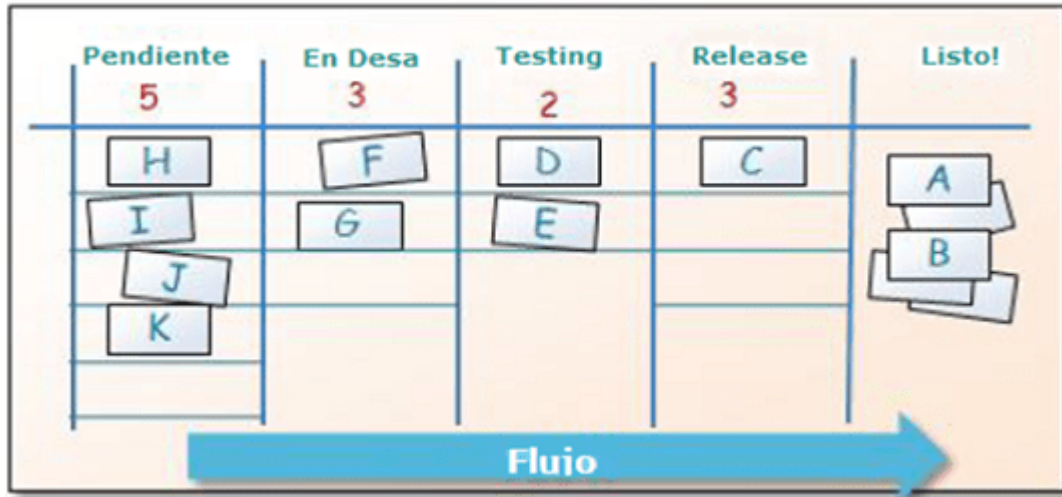 Pendiente En Desa Testing Release Listo!
5 3 2 3
H F D C A
I G E
J B
K
Flujo